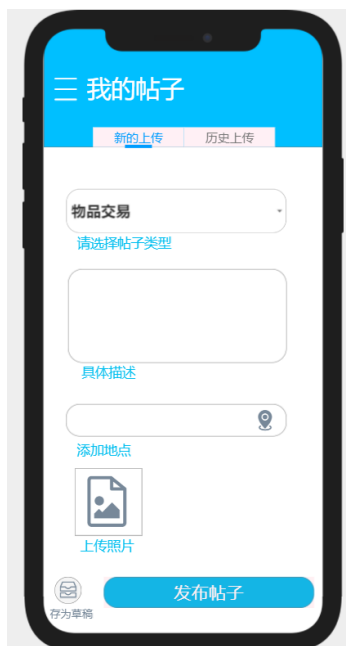 我的帖子
新的上传 历史上传
物品交易
请选择帖子类型
具体描述
添加地点
上传照片
发布帖子
存为草稿